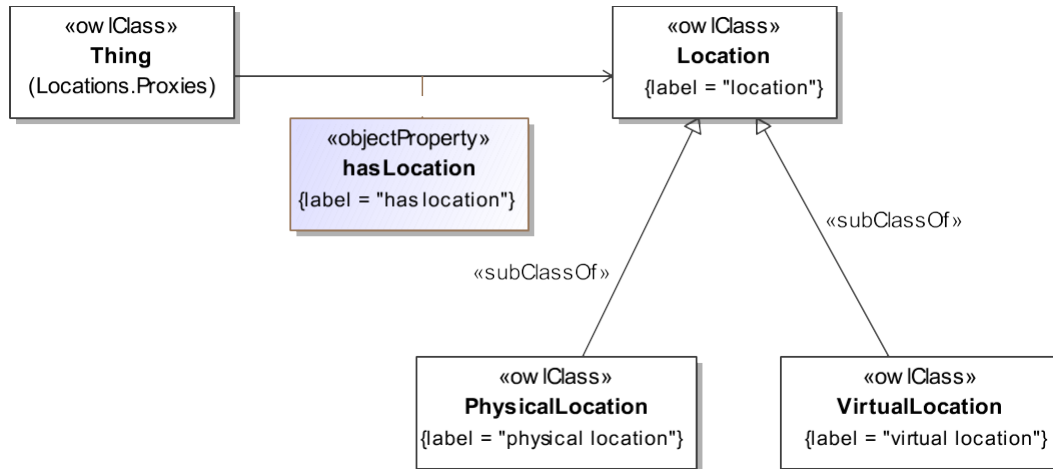 «owlClass»
Thing
(Locations.Proxies)
«owlClass»
Location
{label = "location"}
«objectProperty»
hasLocation
{label = "has location"}
«subClassOf»
«subClassOf»
«owlClass»
PhysicalLocation
{label = "physical location"}
«owlClass»
VirtualLocation
{label = "virtual location"}